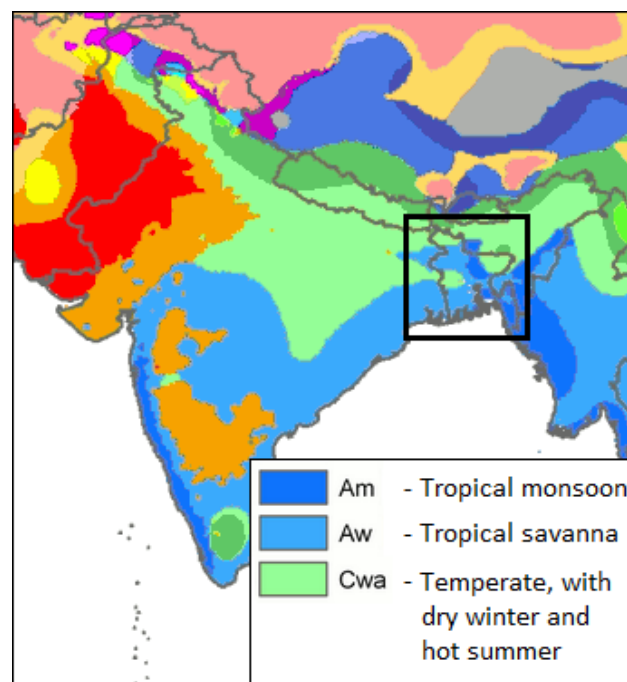 Am - Tropical monsoon
Aw - Tropical savanna
Cwa - Temperate, with
dry winter and
hot summer